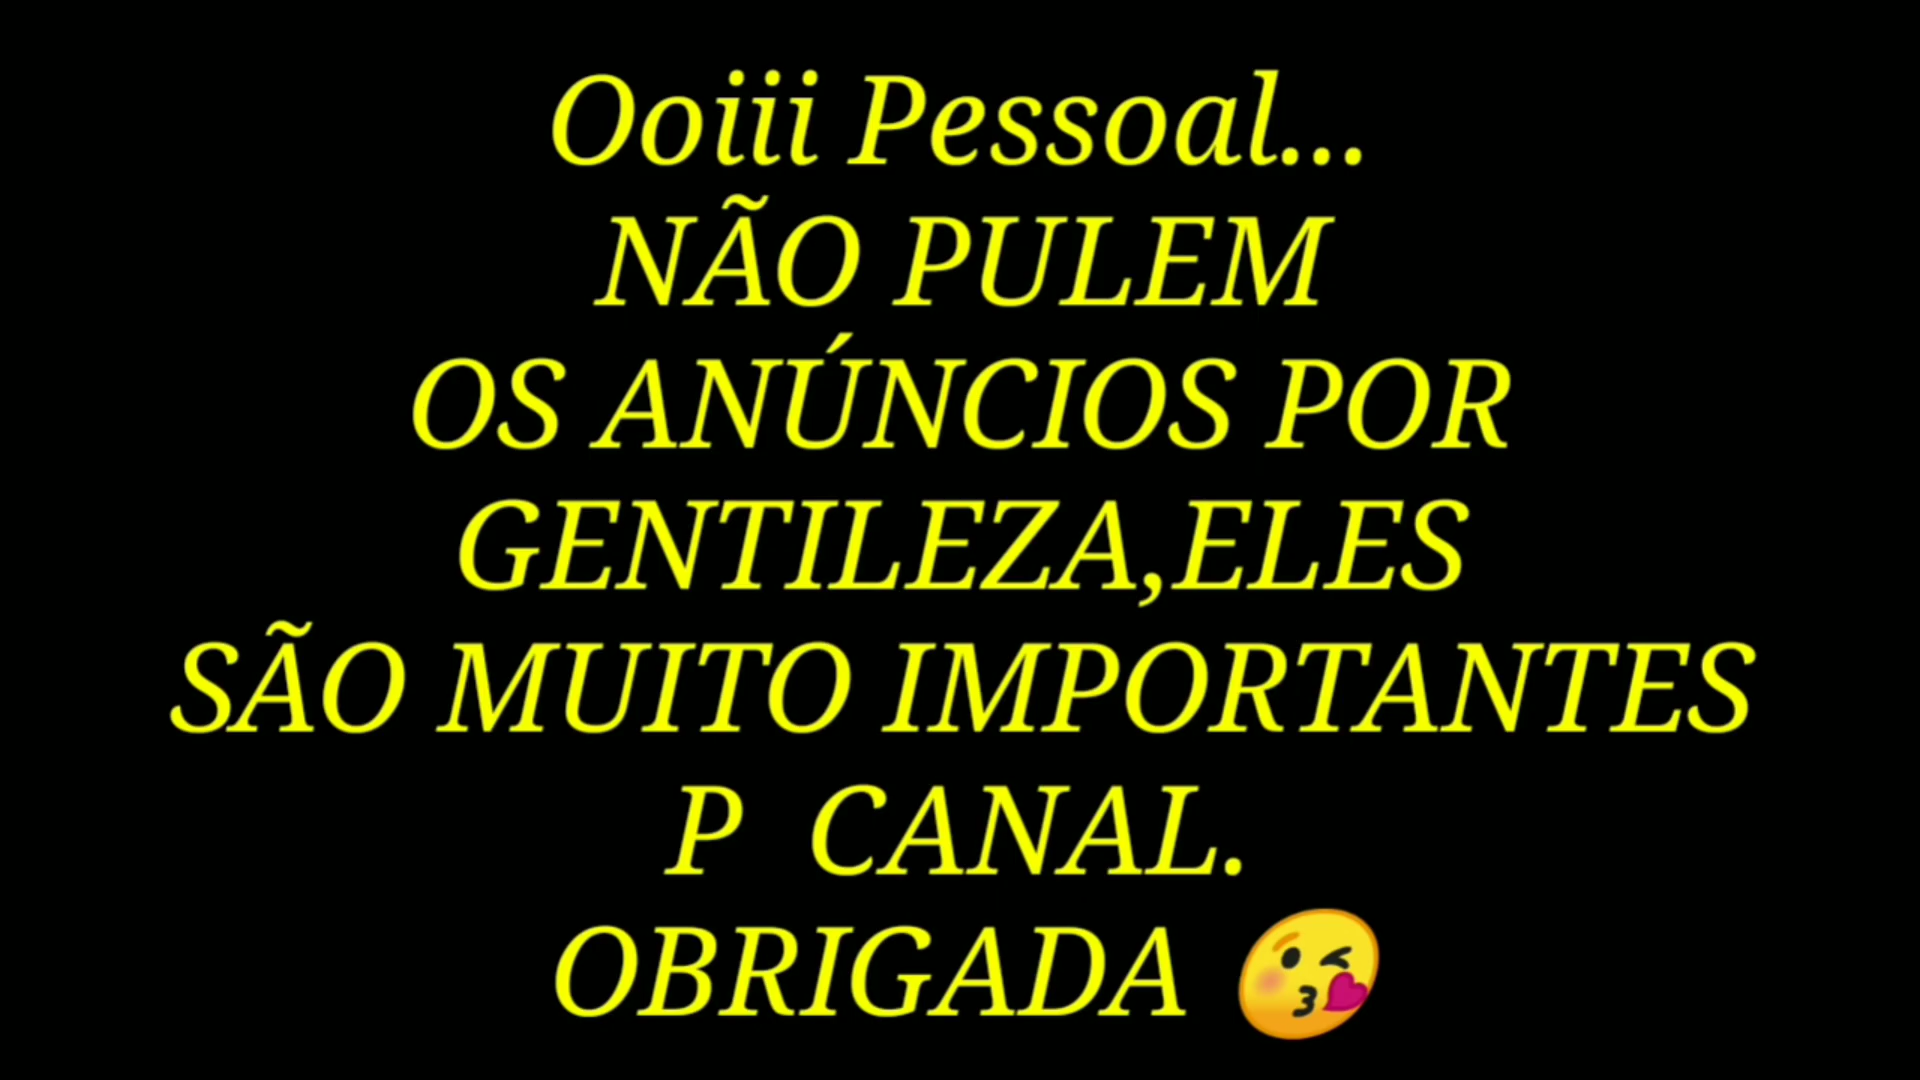 Ooiii Pessoal...
NÃO PULEM
OS ANÚNCIOS POR
GENTILEZA,ELES
SÃO MUITO IMPORTANTES
P  CANAL.
OBRIGADA 😘